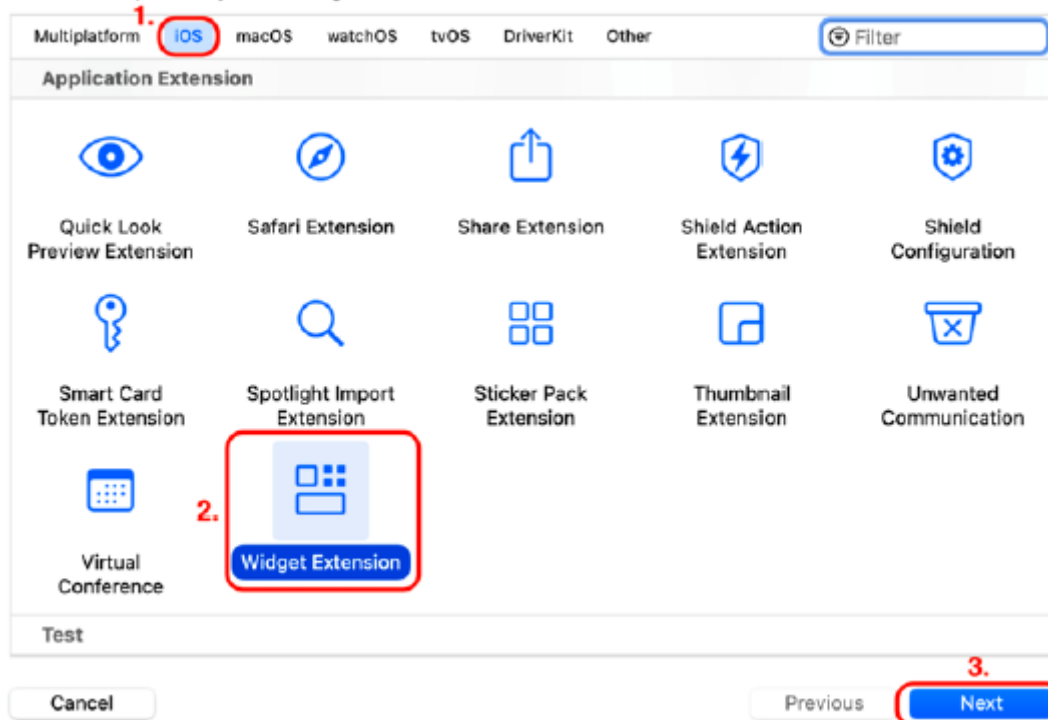 1.
Multiplatform iOS macOS watchOS tvOS DriverKit Other Filter
Application Extension
Quick Look Safari Extension Share Extension Shield Action Shield
Preview Extension Extension Configuration
Smart Card Spotlight Import Sticker Pack Thumbnail Unwanted
Token Extension Extension Extension Extension Communication
2.
Virtual Widget Extension
Conference
Test
3.
Cancel Previous Next